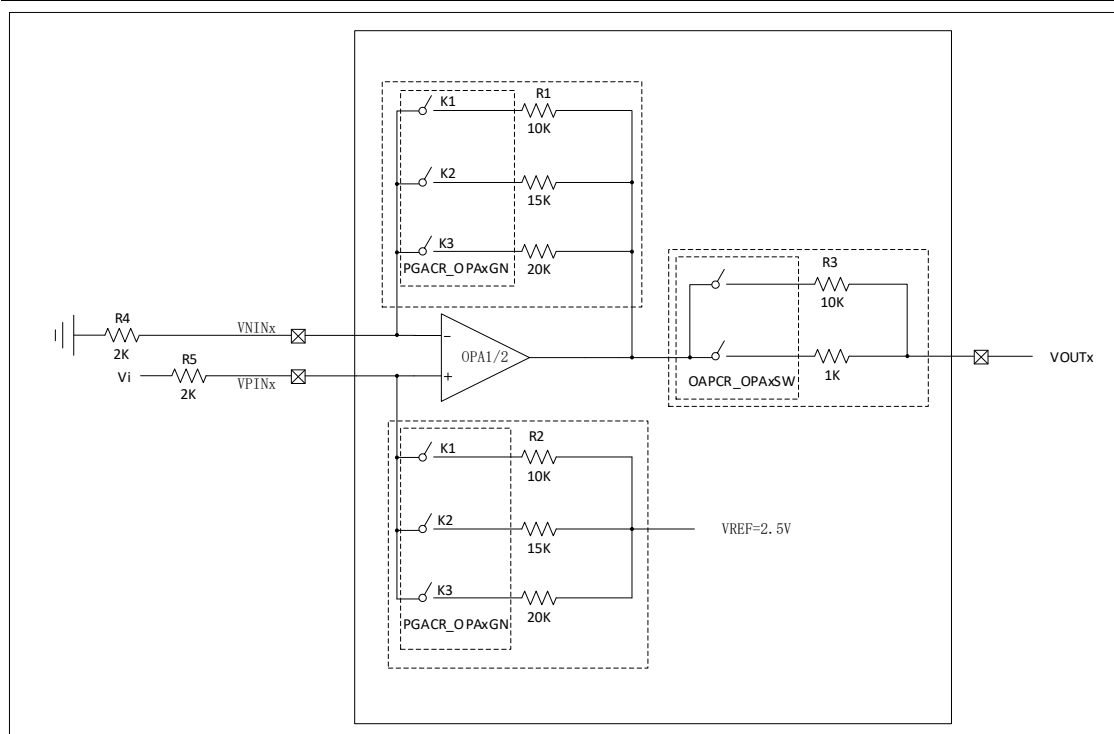 K1
R1
10K
K2
15K
K3
20K
PGACR_OPAxGN
R3
10K
R4
2K
VNINx
OPA1/2
1K
VOUTx
OAPCR_OPAxSW
Vi
R5
2K
VPINx
K1
R2
10K
K2
15K
VREF=2.5V
K3
20K
PGACR_OPAxGN